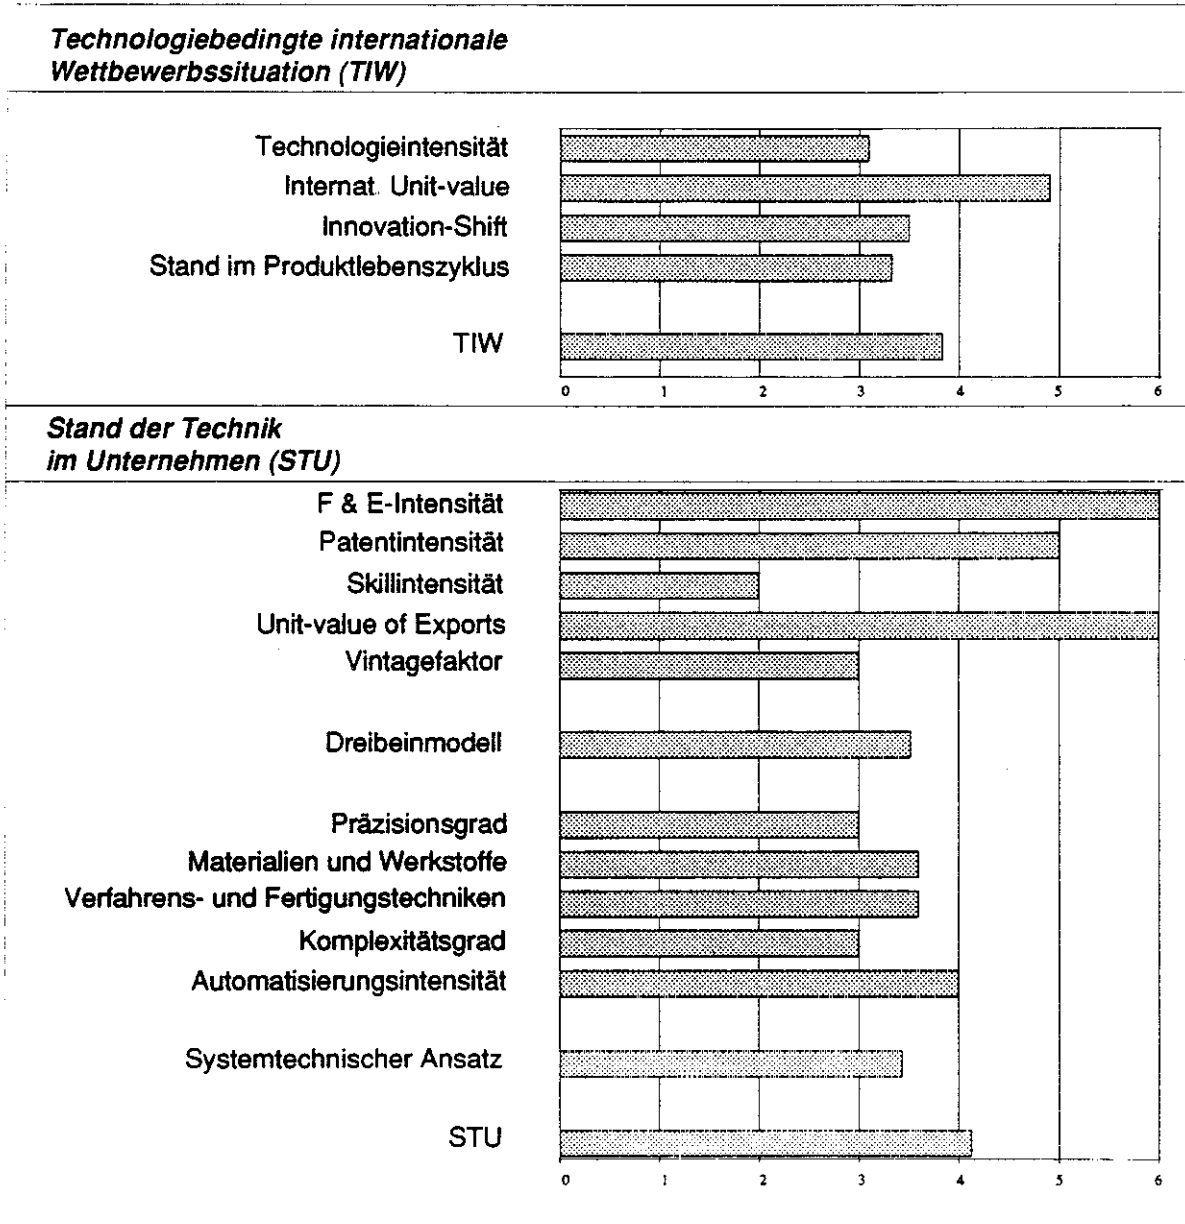 Technologiebedingte internationale
Wettbewerbssituation (TIW)
Technologieintensität
Internat. Unit-value
Innovation-Shift
Stand im Produktlebenszyklus
TIW
0 1 2 3 4 5 6
Stand der Technik
im Unternehmen (STU)
F & E-Intensität
Patentintensität
Skillintensität
Unit-value of Exports
Vintagefaktor
Dreibeinmodell
Präzisionsgrad
Materialien und Werkstoffe
Verfahrens- und Fertigungstechniken
Komplexitätsgrad
Automatisierungsintensität
Systemtechnischer Ansatz
STU
0 1 2 3 4 5 6